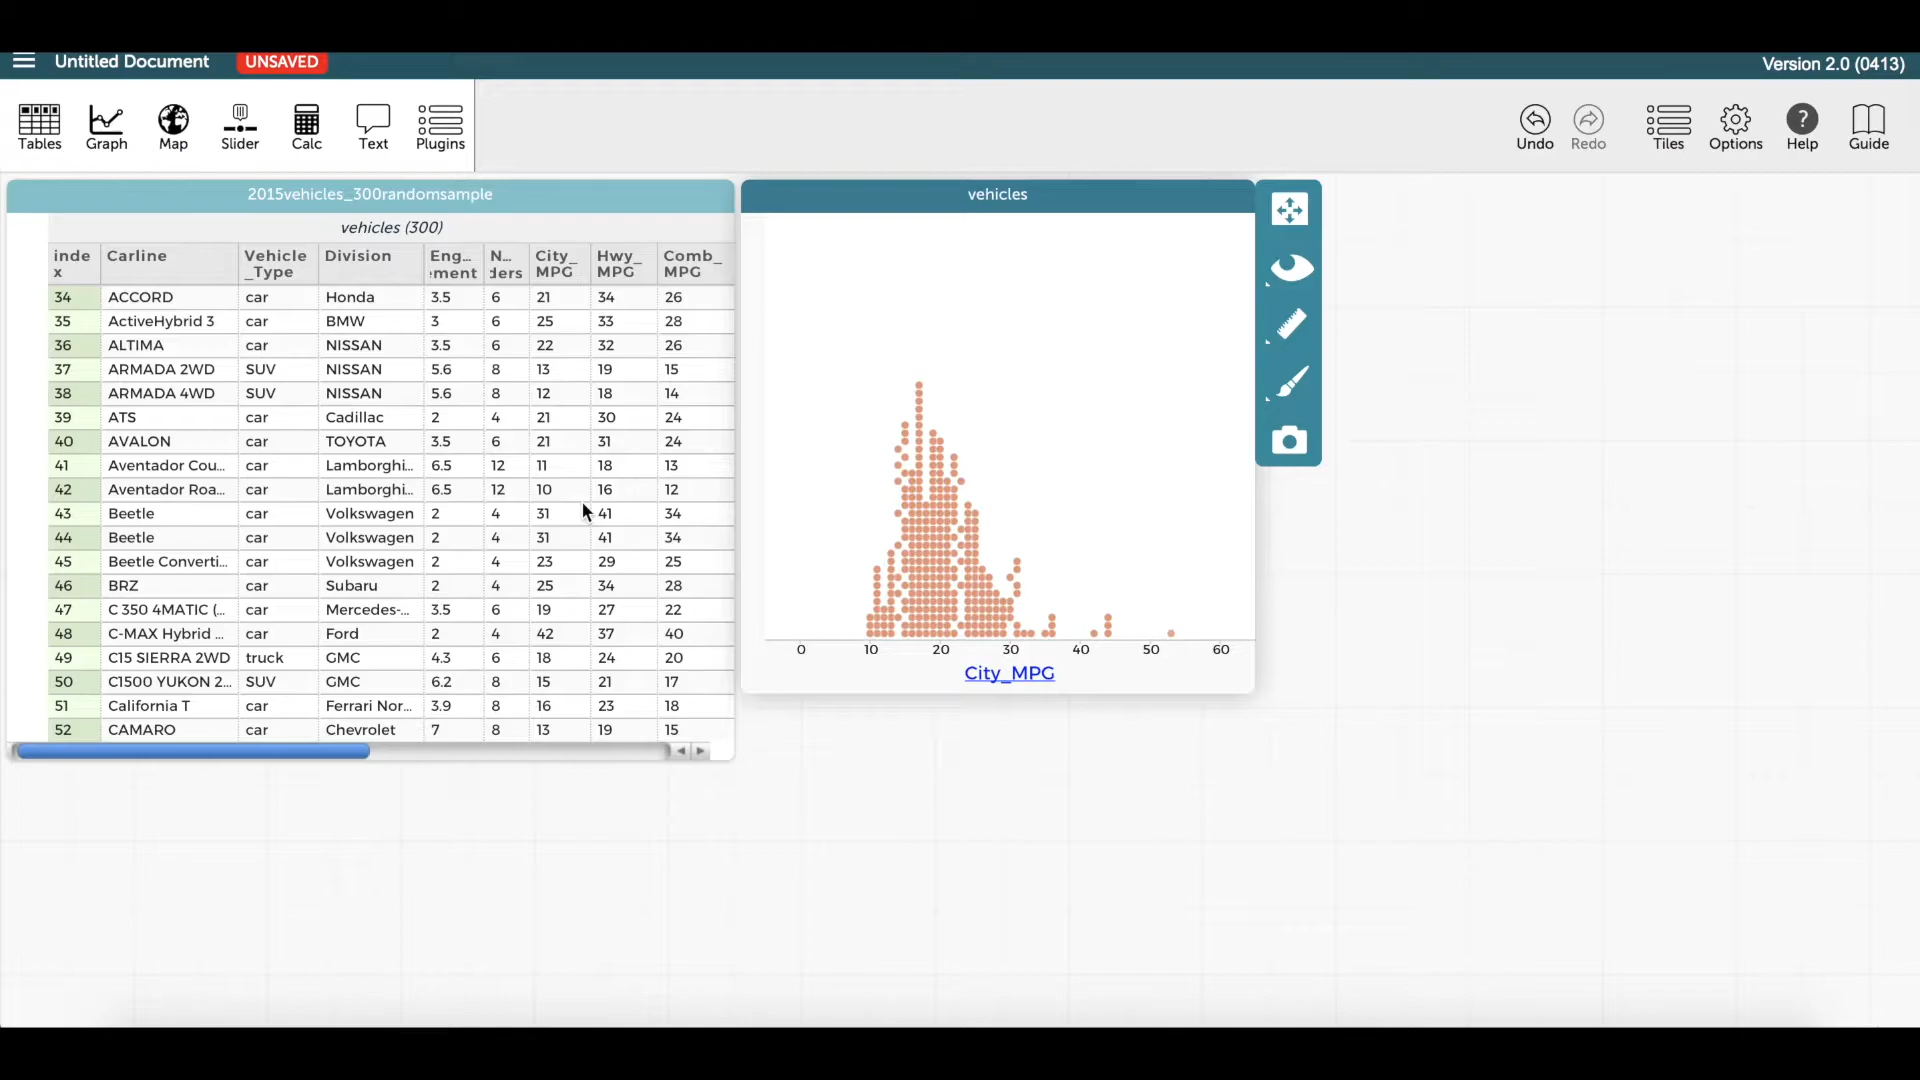 Untitled Document UNSAVED Version 2.0 (0413)
Tables Graph Map Slider Calc Text Plugins Undo Redo Tiles Options Help Guide
2015vehicles_300randomsample
vehicles (300)
inde Carline Vehicle Division Eng... N... City_ Hwy_ Comb_
x _Type ement ders MPG MPG MPG
34 ACCORD car Honda 3.5 6 21 34 26
35 ActiveHybrid 3 car BMW 3 6 25 33 28
36 ALTIMA car NISSAN 3.5 6 22 32 26
37 ARMADA 2WD SUV NISSAN 5.6 8 13 19 15
38 ARMADA 4WD SUV NISSAN 5.6 8 12 18 14
39 ATS car Cadillac 2 4 21 30 24
40 AVALON car TOYOTA 3.5 6 21 31 24
41 Aventador Cou... car Lamborghi... 6.5 12 11 18 13
42 Aventador Roa... car Lamborghi... 6.5 12 10 16 12
43 Beetle car Volkswagen 2 4 31 41 34
44 Beetle car Volkswagen 2 4 31 41 34
45 Beetle Converti... car Volkswagen 2 4 23 29 25
46 BRZ car Subaru 2 4 25 34 28
47 C 350 4MATIC (... car Mercedes-... 3.5 6 19 27 22
48 C-MAX Hybrid ... car Ford 2 4 42 37 40
49 C15 SIERRA 2WD truck GMC 4.3 6 18 24 20
50 C1500 YUKON 2... SUV GMC 6.2 8 15 21 17
51 California T car Ferrari Nor... 3.9 8 16 23 18
52 CAMARO car Chevrolet 7 8 13 19 15
vehicles
0 10 20 30 40 50 60
City_MPG